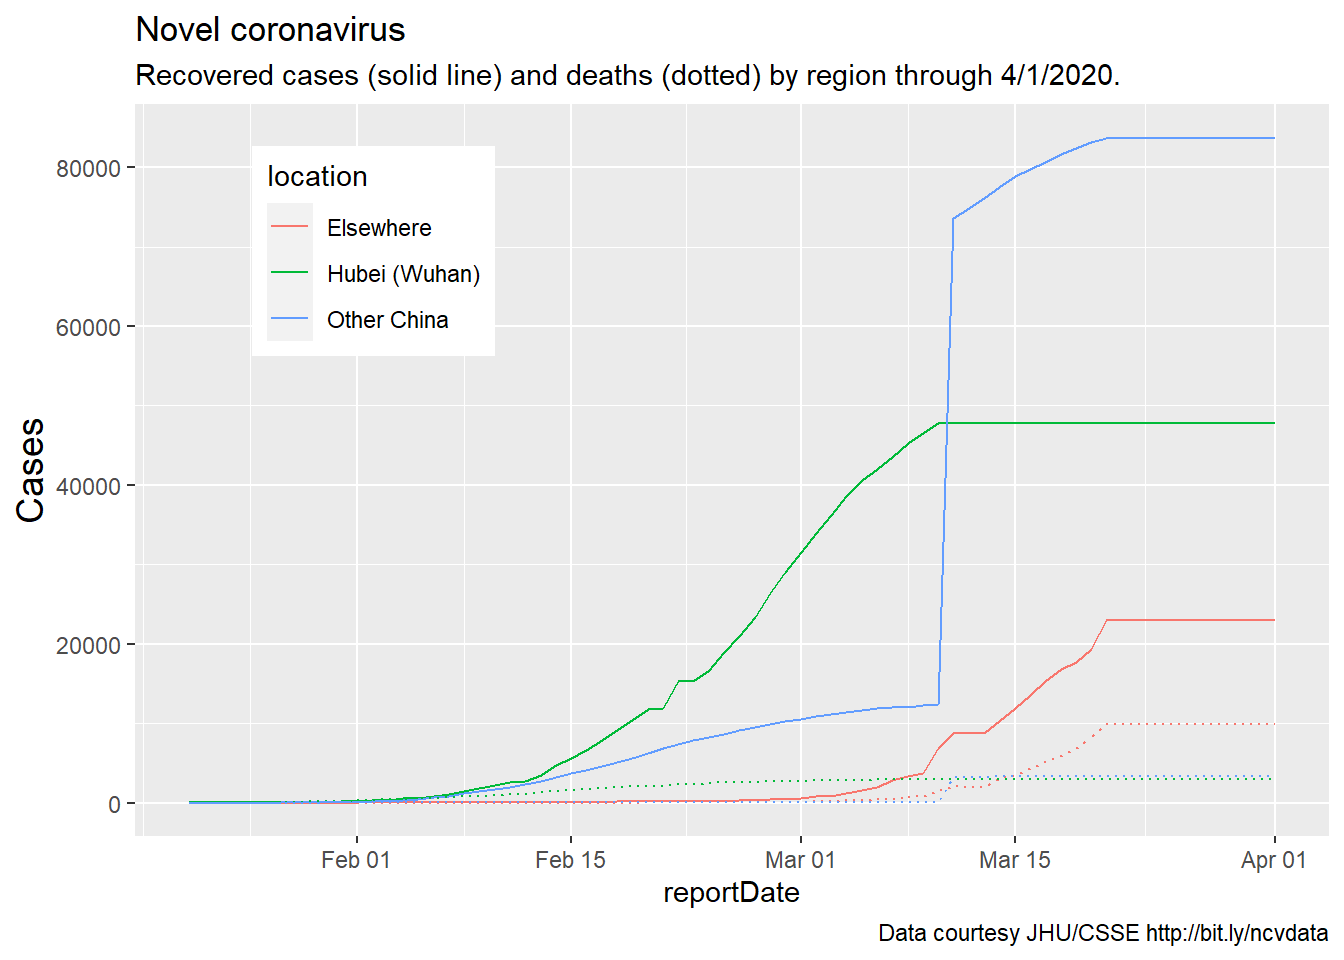 Novel coronavirus
Recovered cases (solid line) and deaths (dotted) by region through 4/1/2020.
location
Elsewhere
Hubei (Wuhan)
Other China
Cases
80000
60000
40000
20000
0
Feb 01 Feb 15 Mar 01 Mar 15 Apr 01
reportDate
Data courtesy JHU/CSSE http://bit.ly/ncvdata